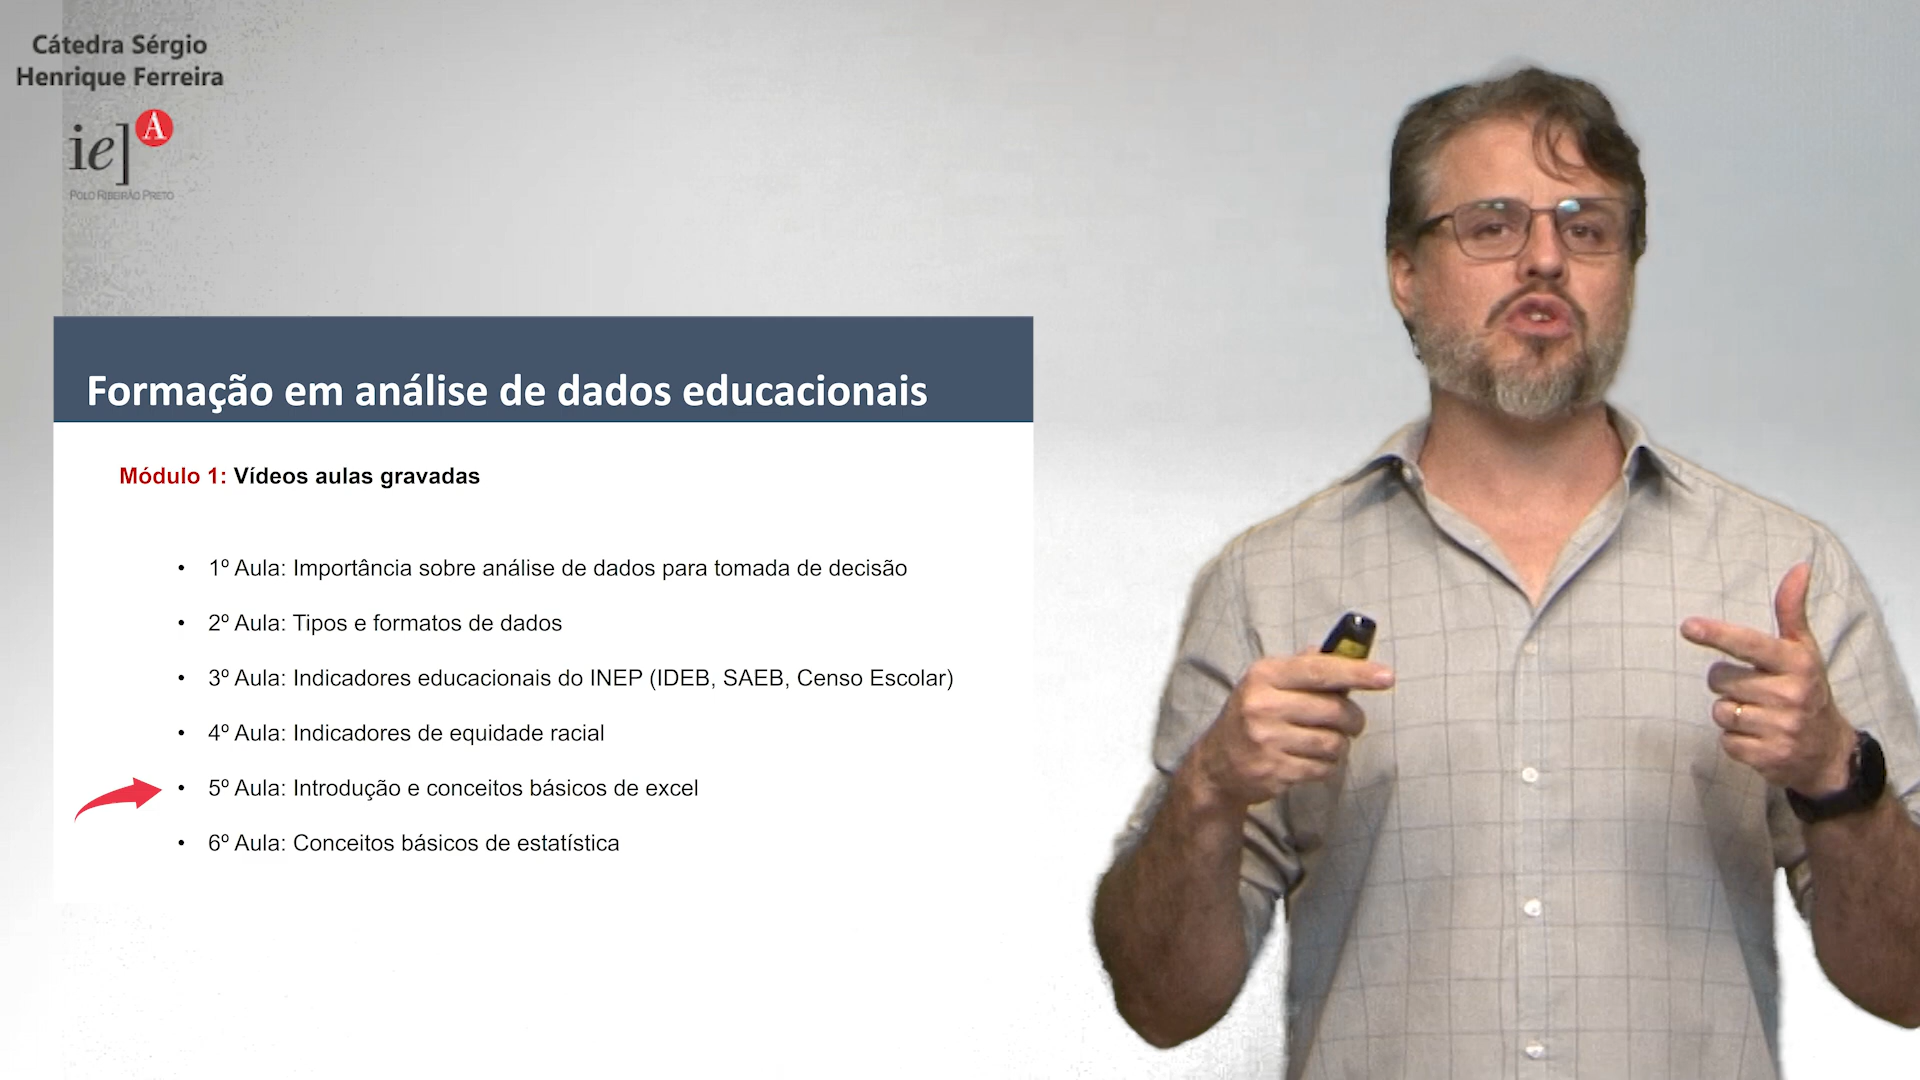 Cátedra Sérgio
Henrique Ferreira
ie] A
POLO RIBEIRÃO PRETO
Formação em análise de dados educacionais
Módulo 1: Vídeos aulas gravadas
• 1º Aula: Importância sobre análise de dados para tomada de decisão
• 2º Aula: Tipos e formatos de dados
• 3º Aula: Indicadores educacionais do INEP (IDEB, SAEB, Censo Escolar)
• 4º Aula: Indicadores de equidade racial
• 5º Aula: Introdução e conceitos básicos de excel
• 6º Aula: Conceitos básicos de estatística